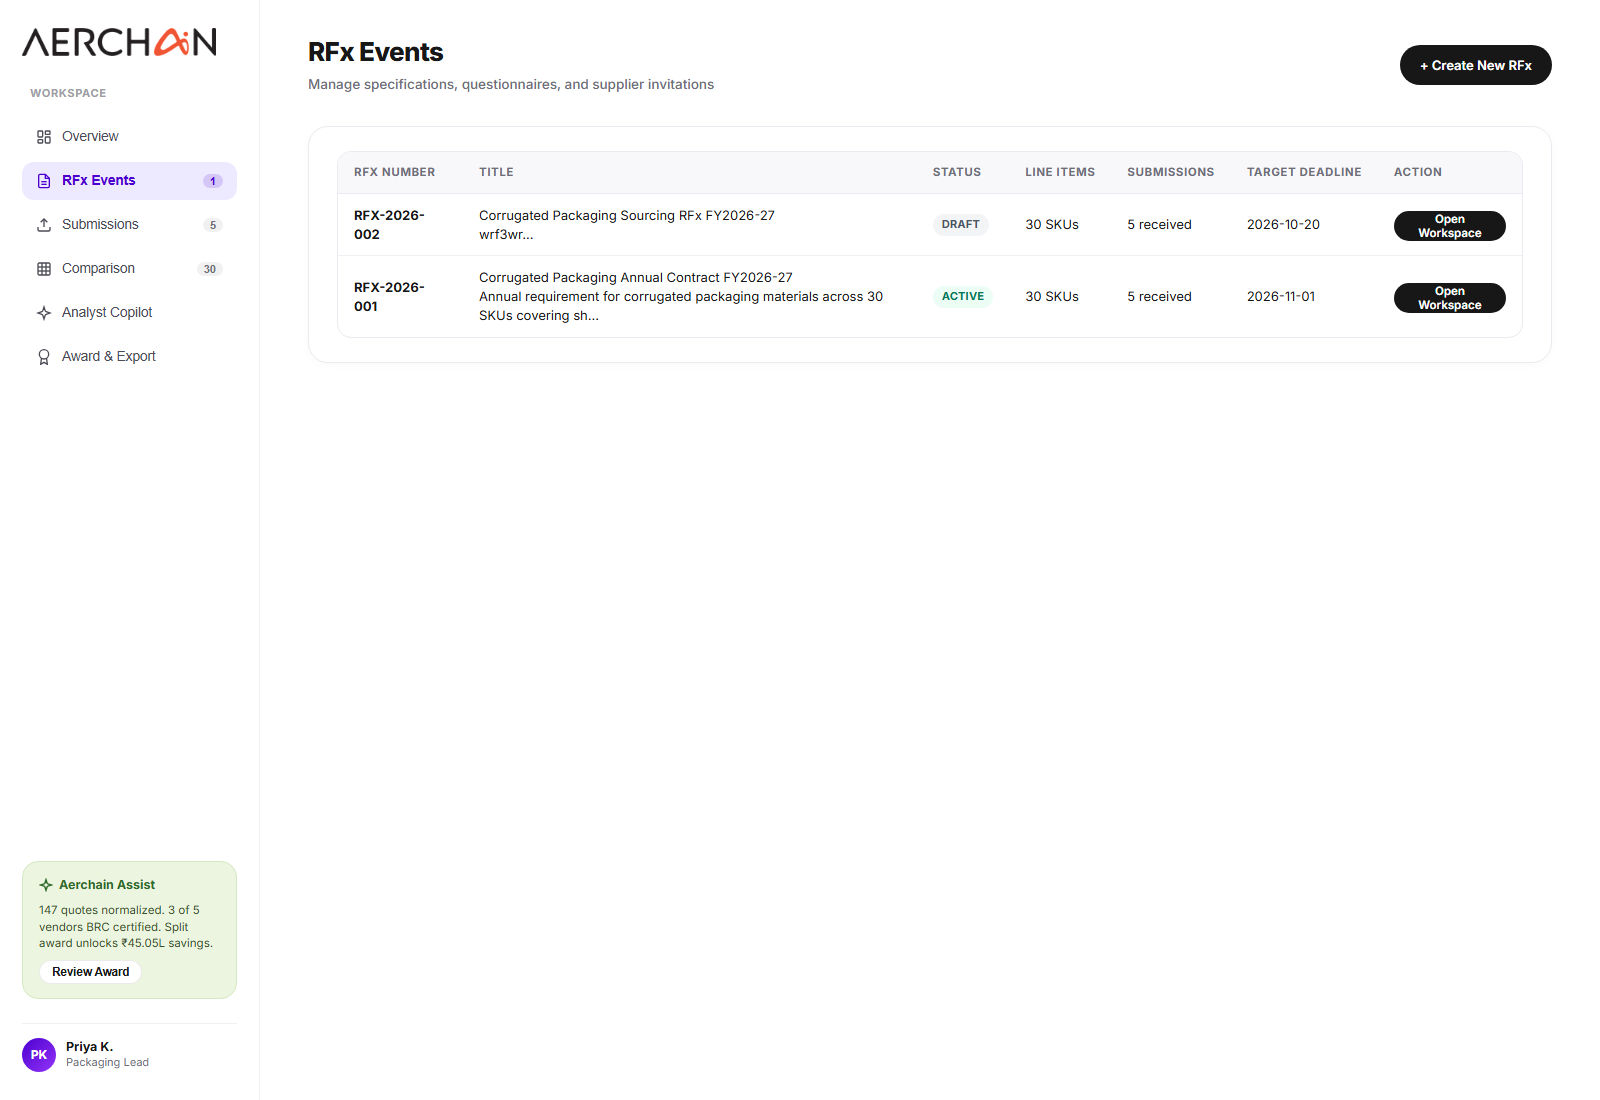 AERCHAIN
WORKSPACE
Overview
RFx Events 1
Submissions 5
Comparison 30
Analyst Copilot
Award & Export
Aerchain Assist
147 quotes normalized. 3 of 5
vendors BRC certified. Split
award unlocks ₹45.05L savings.
Review Award
PK
Priya K.
Packaging Lead
RFx Events
Manage specifications, questionnaires, and supplier invitations
+ Create New RFx
RFX NUMBER TITLE STATUS LINE ITEMS SUBMISSIONS TARGET DEADLINE ACTION
RFX-2026-
002
Corrugated Packaging Sourcing RFx FY2026-27
wrf3wr...
DRAFT
30 SKUs
5 received
2026-10-20
Open
Workspace
RFX-2026-
001
Corrugated Packaging Annual Contract FY2026-27
Annual requirement for corrugated packaging materials across 30
SKUs covering sh...
ACTIVE
30 SKUs
5 received
2026-11-01
Open
Workspace